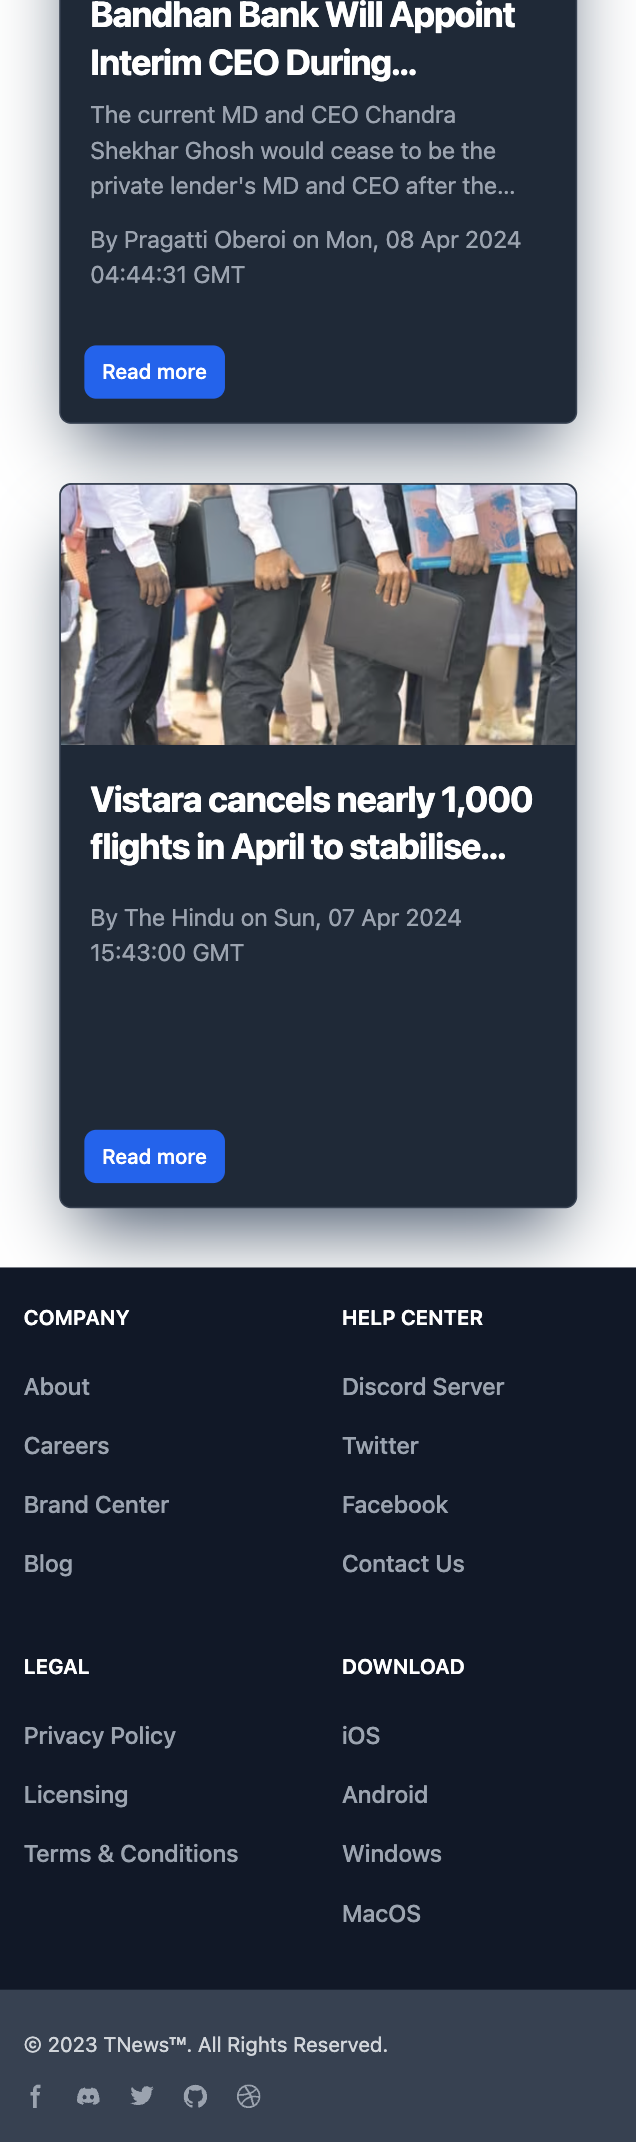 Bandhan Bank Will Appoint
Interim CEO During...
The current MD and CEO Chandra
Shekhar Ghosh would cease to be the
private lender's MD and CEO after the...
By Pragatti Oberoi on Mon, 08 Apr 2024
04:44:31 GMT
Read more
Vistara cancels nearly 1,000
flights in April to stabilise...
By The Hindu on Sun, 07 Apr 2024
15:43:00 GMT
Read more
COMPANY
About
Careers
Brand Center
Blog
HELP CENTER
Discord Server
Twitter
Facebook
Contact Us
LEGAL
Privacy Policy
Licensing
Terms & Conditions
DOWNLOAD
iOS
Android
Windows
MacOS
© 2023 TNews™. All Rights Reserved.